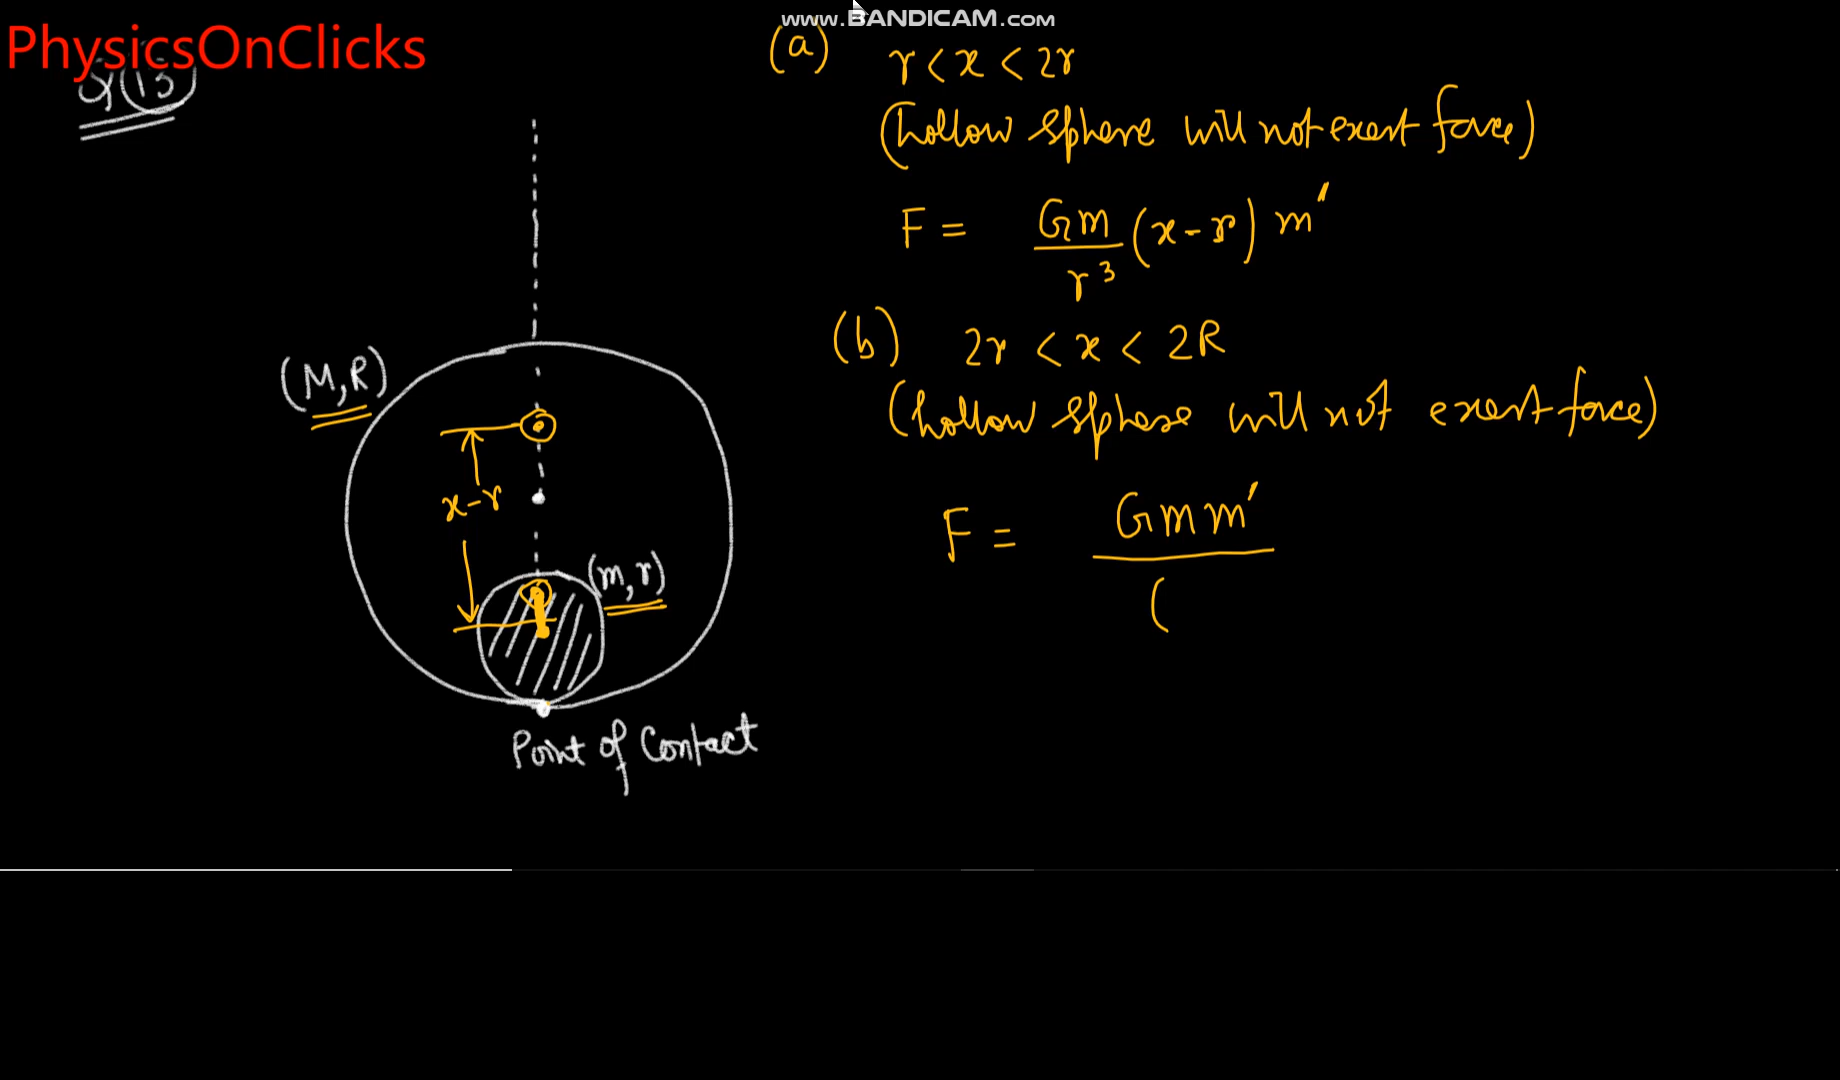 www.BANDICAM.com
PhysicsOnClicks
(a) r < x < 2r
(hollow sphere will not exert force)
F = Gm/r³ (x-r) m'
(b) 2r < x < 2R
(hollow sphere will not exert force)
F = Gmm'/(
(M,R)
x-r
(m,r)
Point of Contact